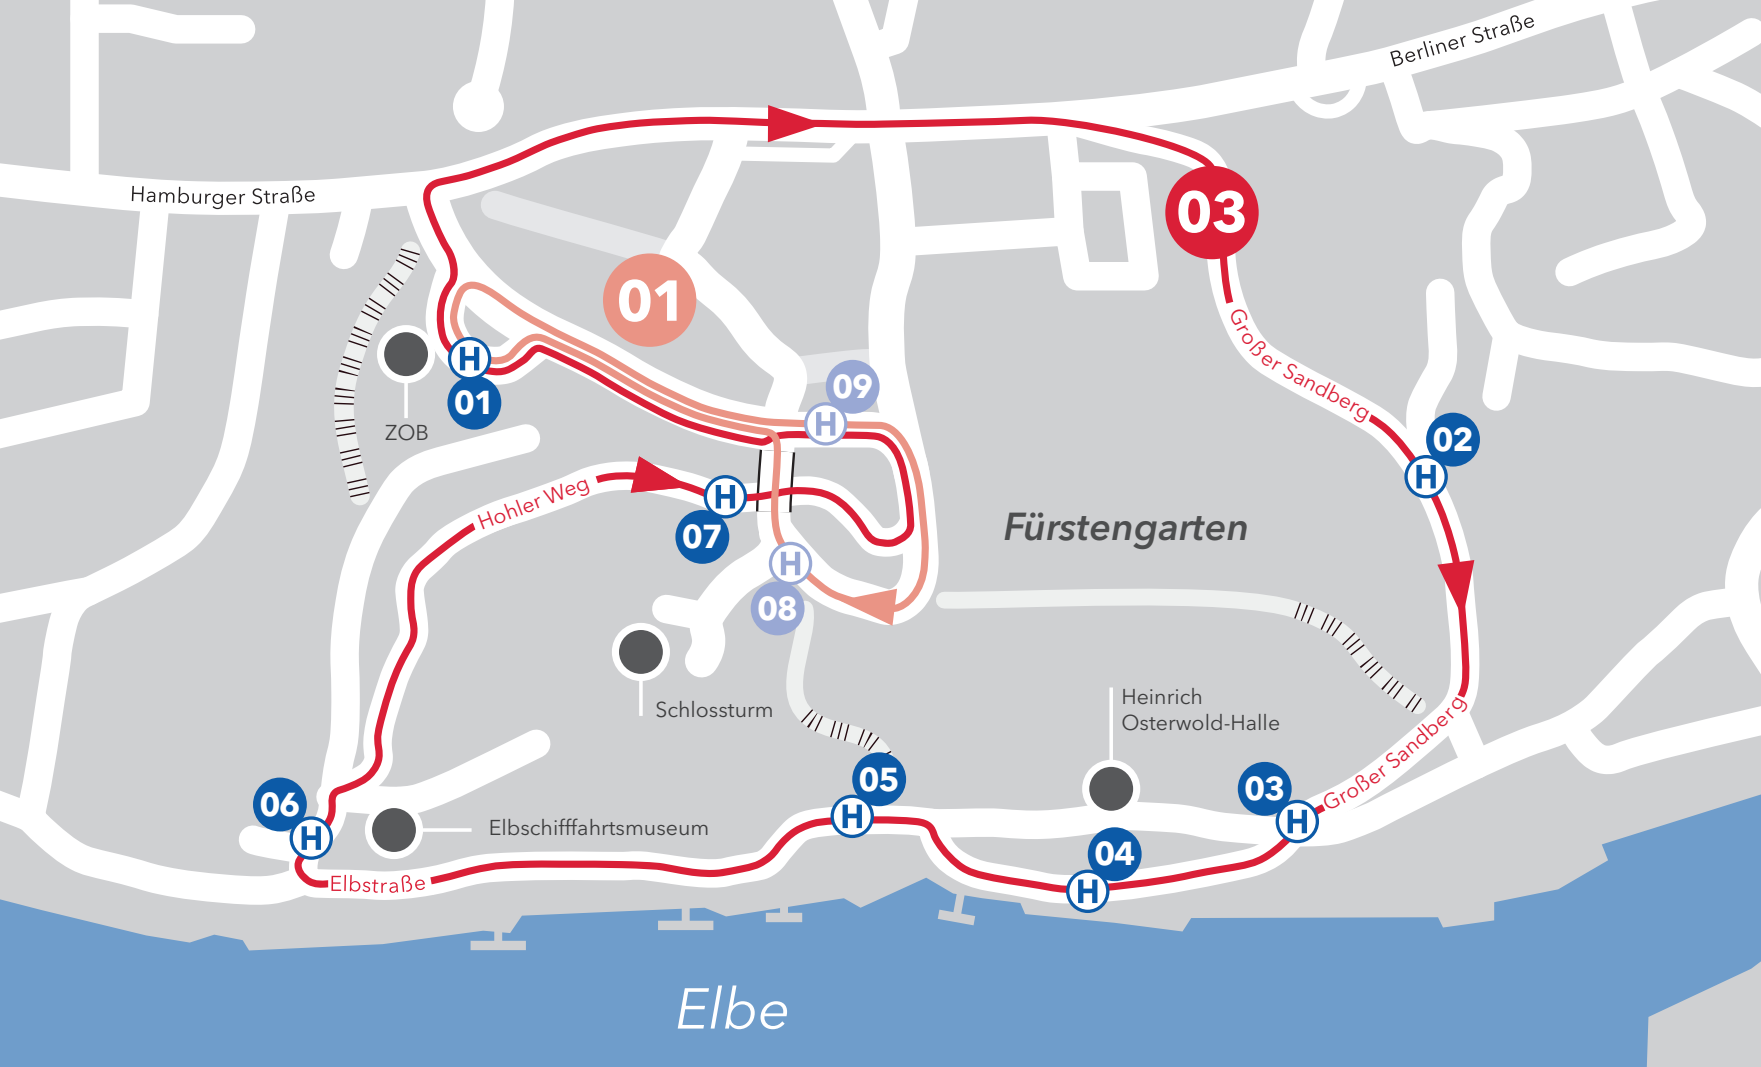 Berliner Straße
Hamburger Straße
03
01
Großer Sandberg
H
01
ZOB
09
H
02
H
Hohler Weg
H
07
Fürstengarten
H
08
Schlossturm
Heinrich
Osterwold-Halle
Großer Sandberg
05
H
03
H
06
H
Elbschifffahrtsmuseum
04
H
Elbstraße
Elbe